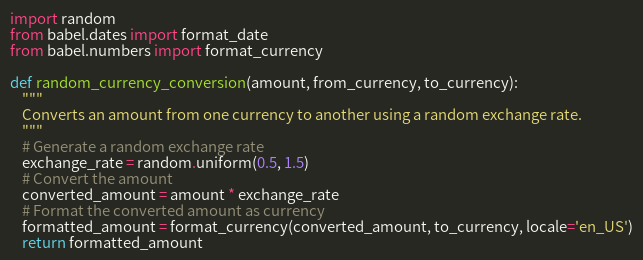 import random
from babel.dates import format_date
from babel.numbers import format_currency

def random_currency_conversion(amount, from_currency, to_currency):
    """
    Converts an amount from one currency to another using a random exchange rate.
    """
    # Generate a random exchange rate
    exchange_rate = random.uniform(0.5, 1.5)
    # Convert the amount
    converted_amount = amount * exchange_rate
    # Format the converted amount as currency
    formatted_amount = format_currency(converted_amount, to_currency, locale='en_US')
    return formatted_amount